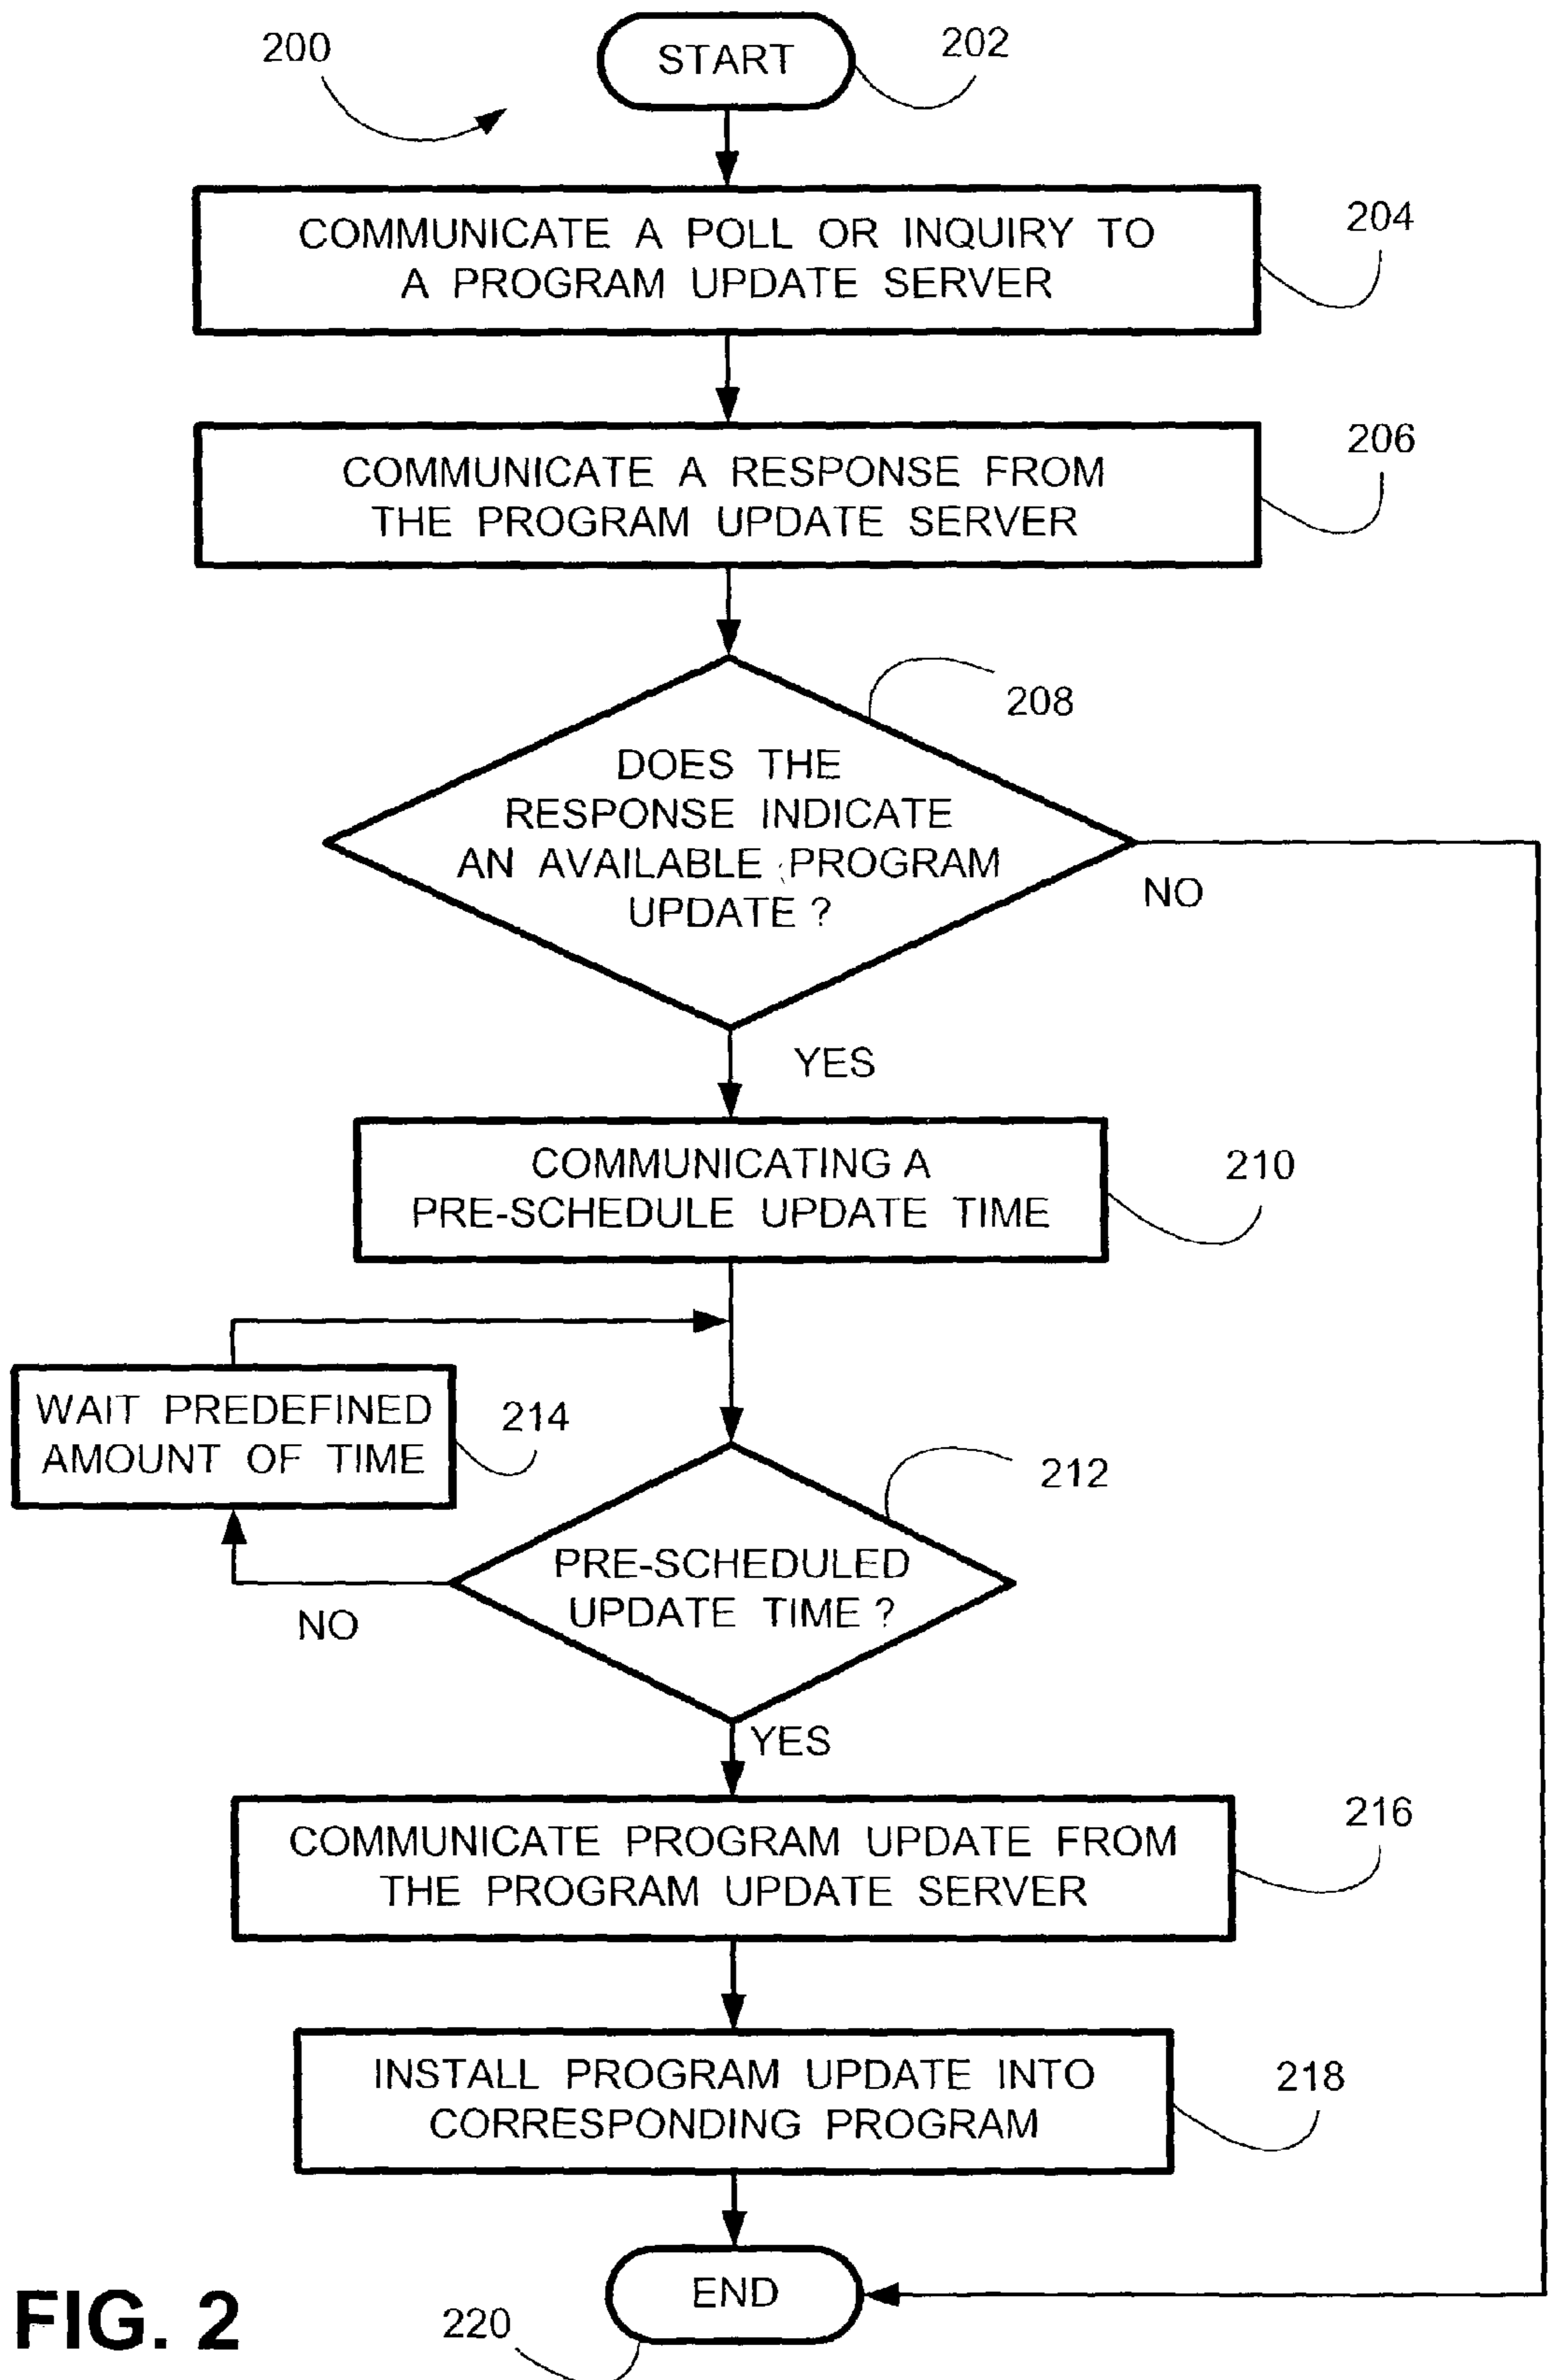 200
START
202
COMMUNICATE A POLL OR INQUIRY TO
A PROGRAM UPDATE SERVER
204
COMMUNICATE A RESPONSE FROM
THE PROGRAM UPDATE SERVER
206
208
DOES THE
RESPONSE INDICATE
AN AVAILABLE PROGRAM
UPDATE ?
NO
YES
COMMUNICATING A
PRE-SCHEDULE UPDATE TIME
210
WAIT PREDEFINED
AMOUNT OF TIME
214
212
PRE-SCHEDULED
UPDATE TIME ?
NO
YES
COMMUNICATE PROGRAM UPDATE FROM
THE PROGRAM UPDATE SERVER
216
INSTALL PROGRAM UPDATE INTO
CORRESPONDING PROGRAM
218
END
220
FIG. 2